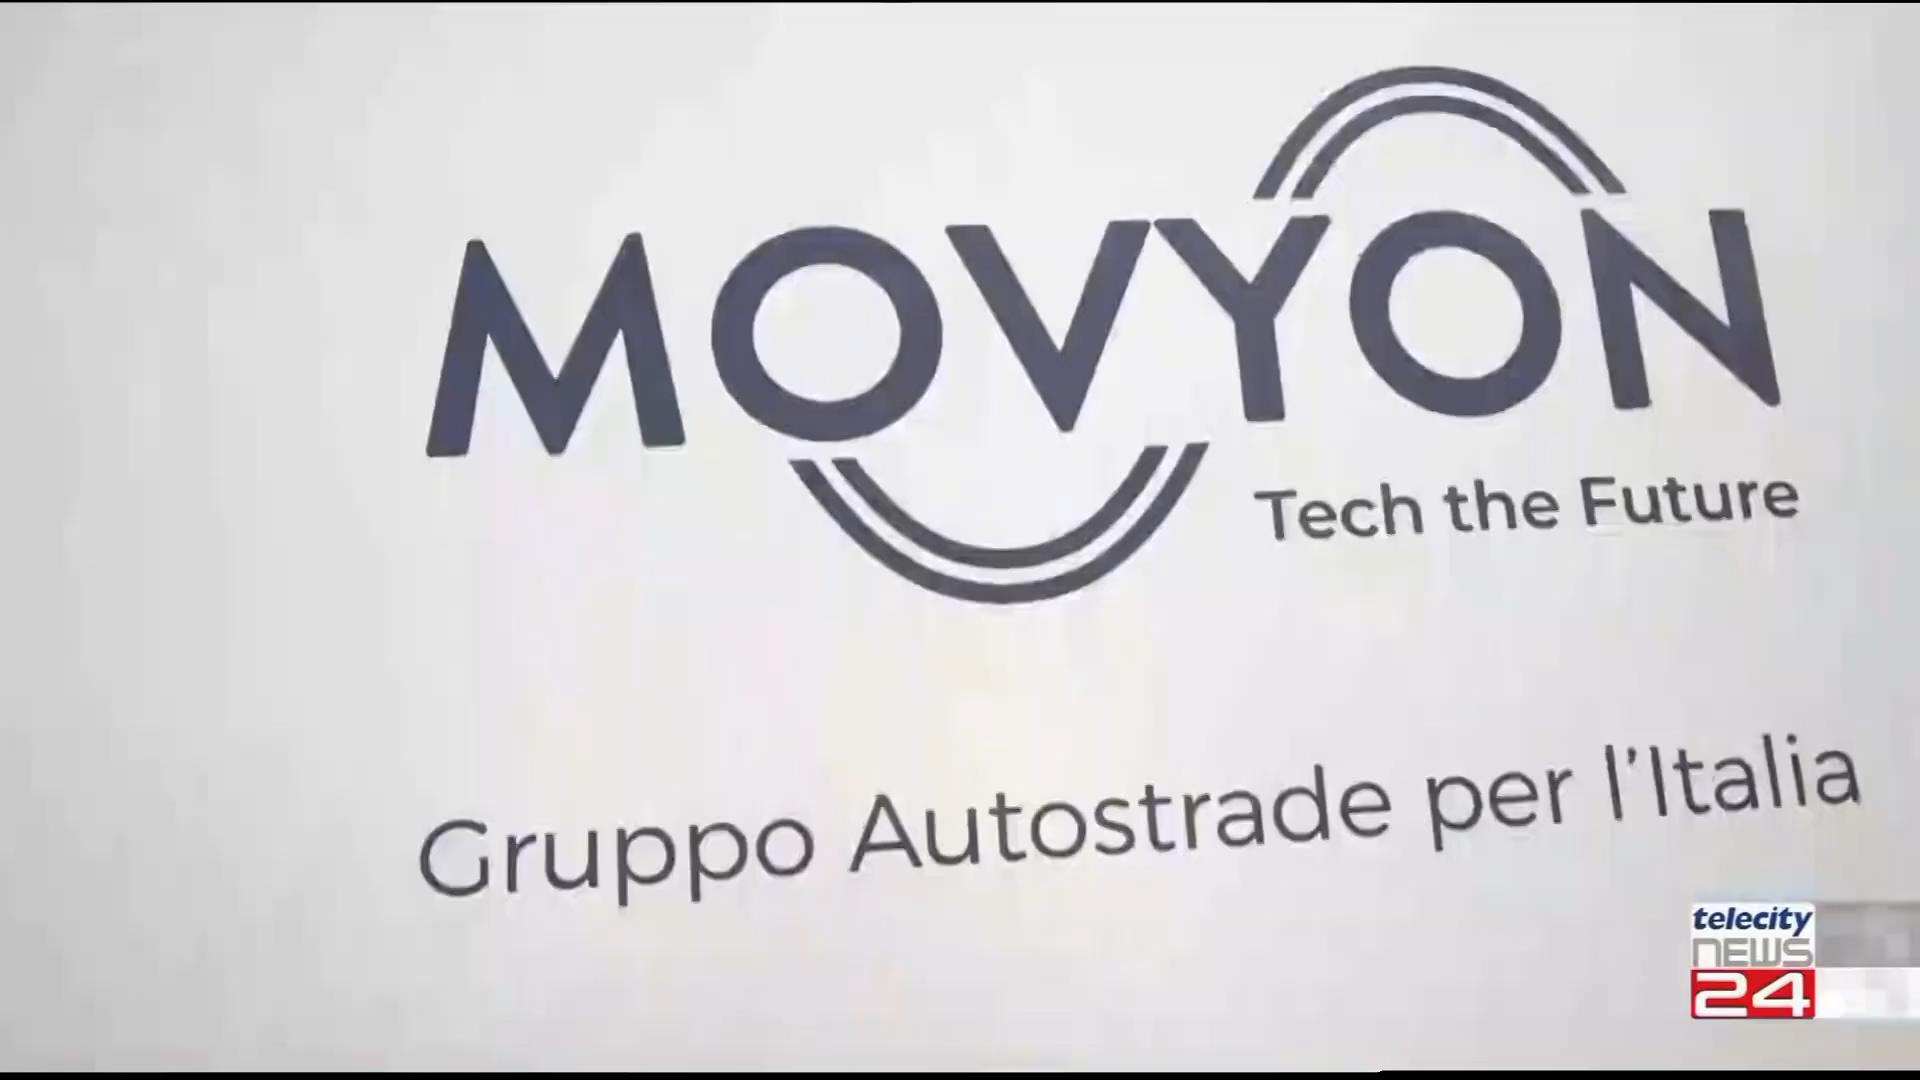 MOVYON
Tech the Future
Gruppo Autostrade per l'Italia
telecity
NEWS
24